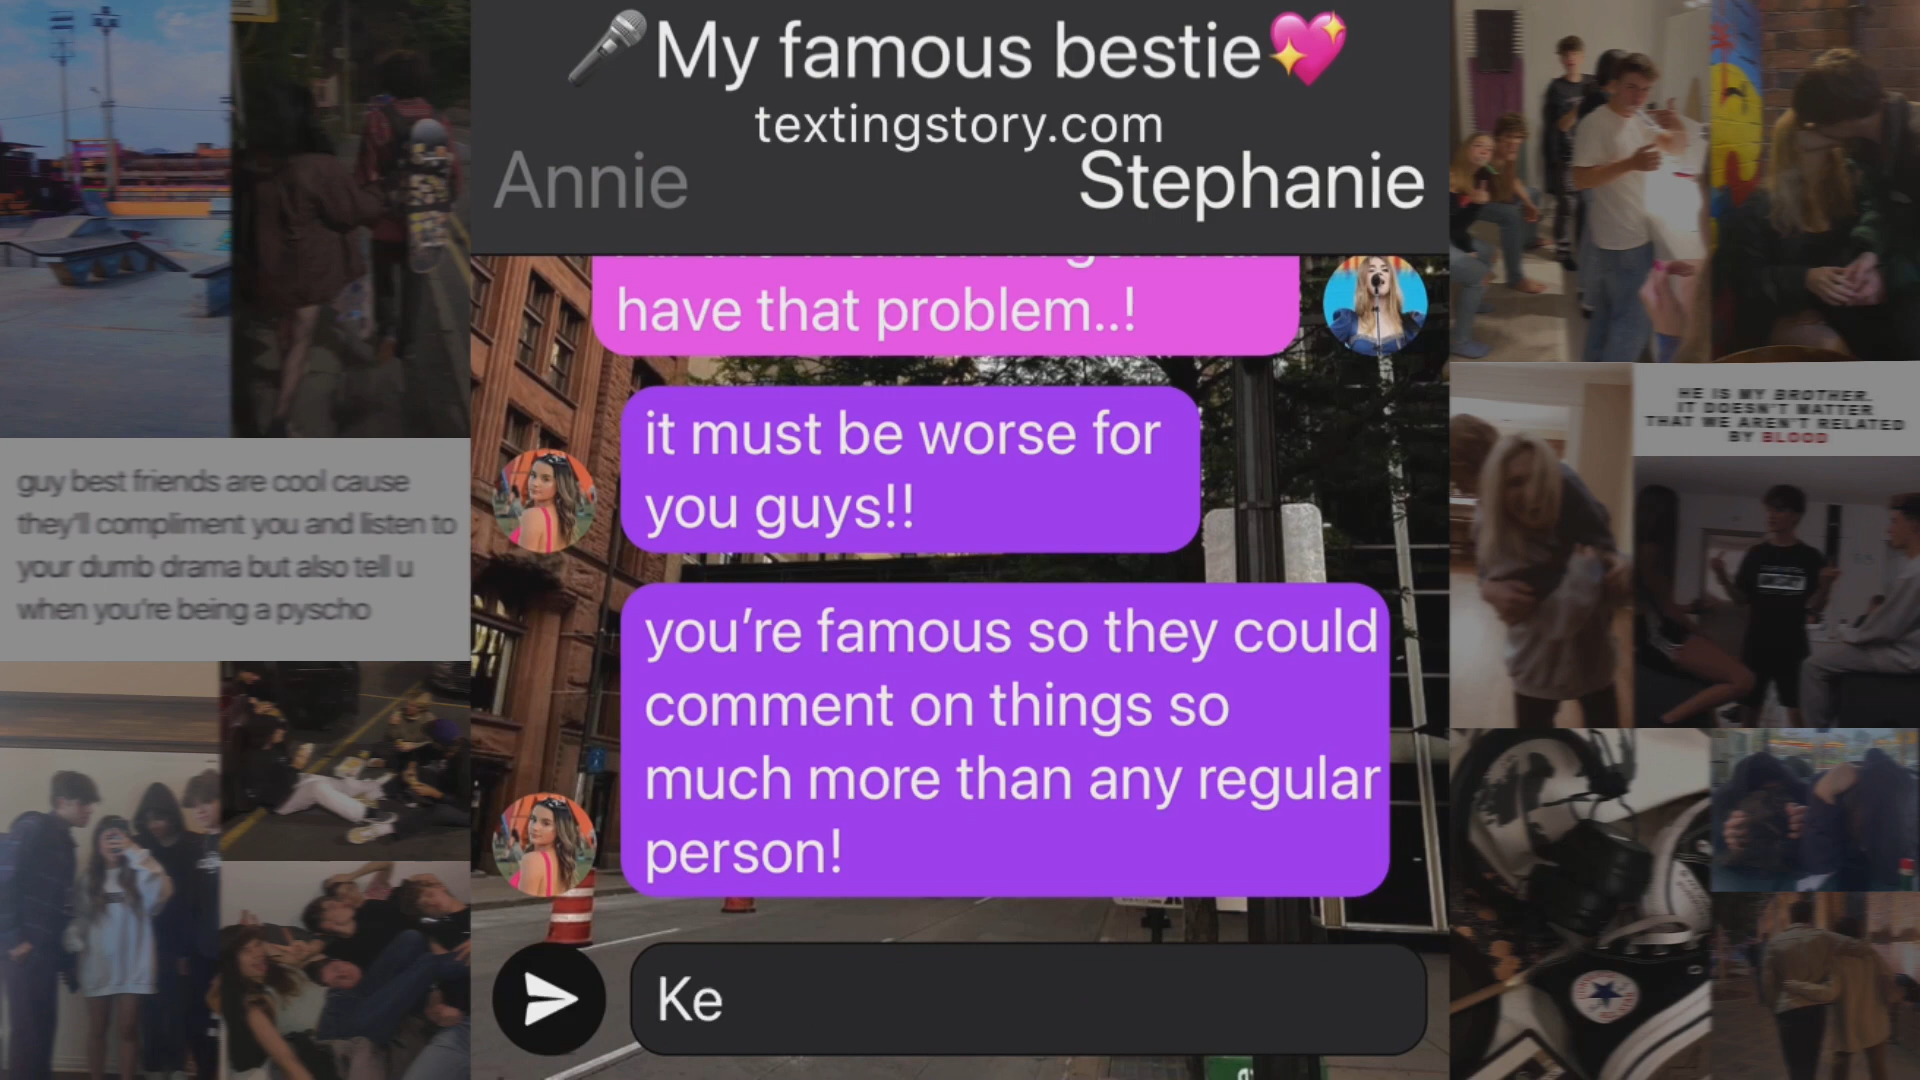 🎤My famous bestie💖
textingstory.com
Annie
Stephanie
have that problem..!
it must be worse for
you guys!!
you're famous so they could
comment on things so
much more than any regular
person!
Ke
guy best friends are cool cause
they'll compliment you and listen to
your dumb drama but also tell u
when you're being a pyscho
HE IS MY BROTHER.
IT DOESN'T MATTER
THAT WE AREN'T RELATED
BY BLOOD